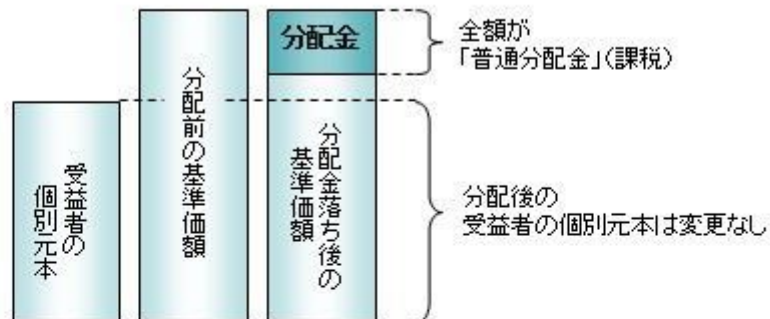 分配金
全額が
「普通分配金」(課税)
受益者の
個別元本
分配前の基準価額
分配金落ち後の
基準価額
分配後の
受益者の個別元本は変更なし